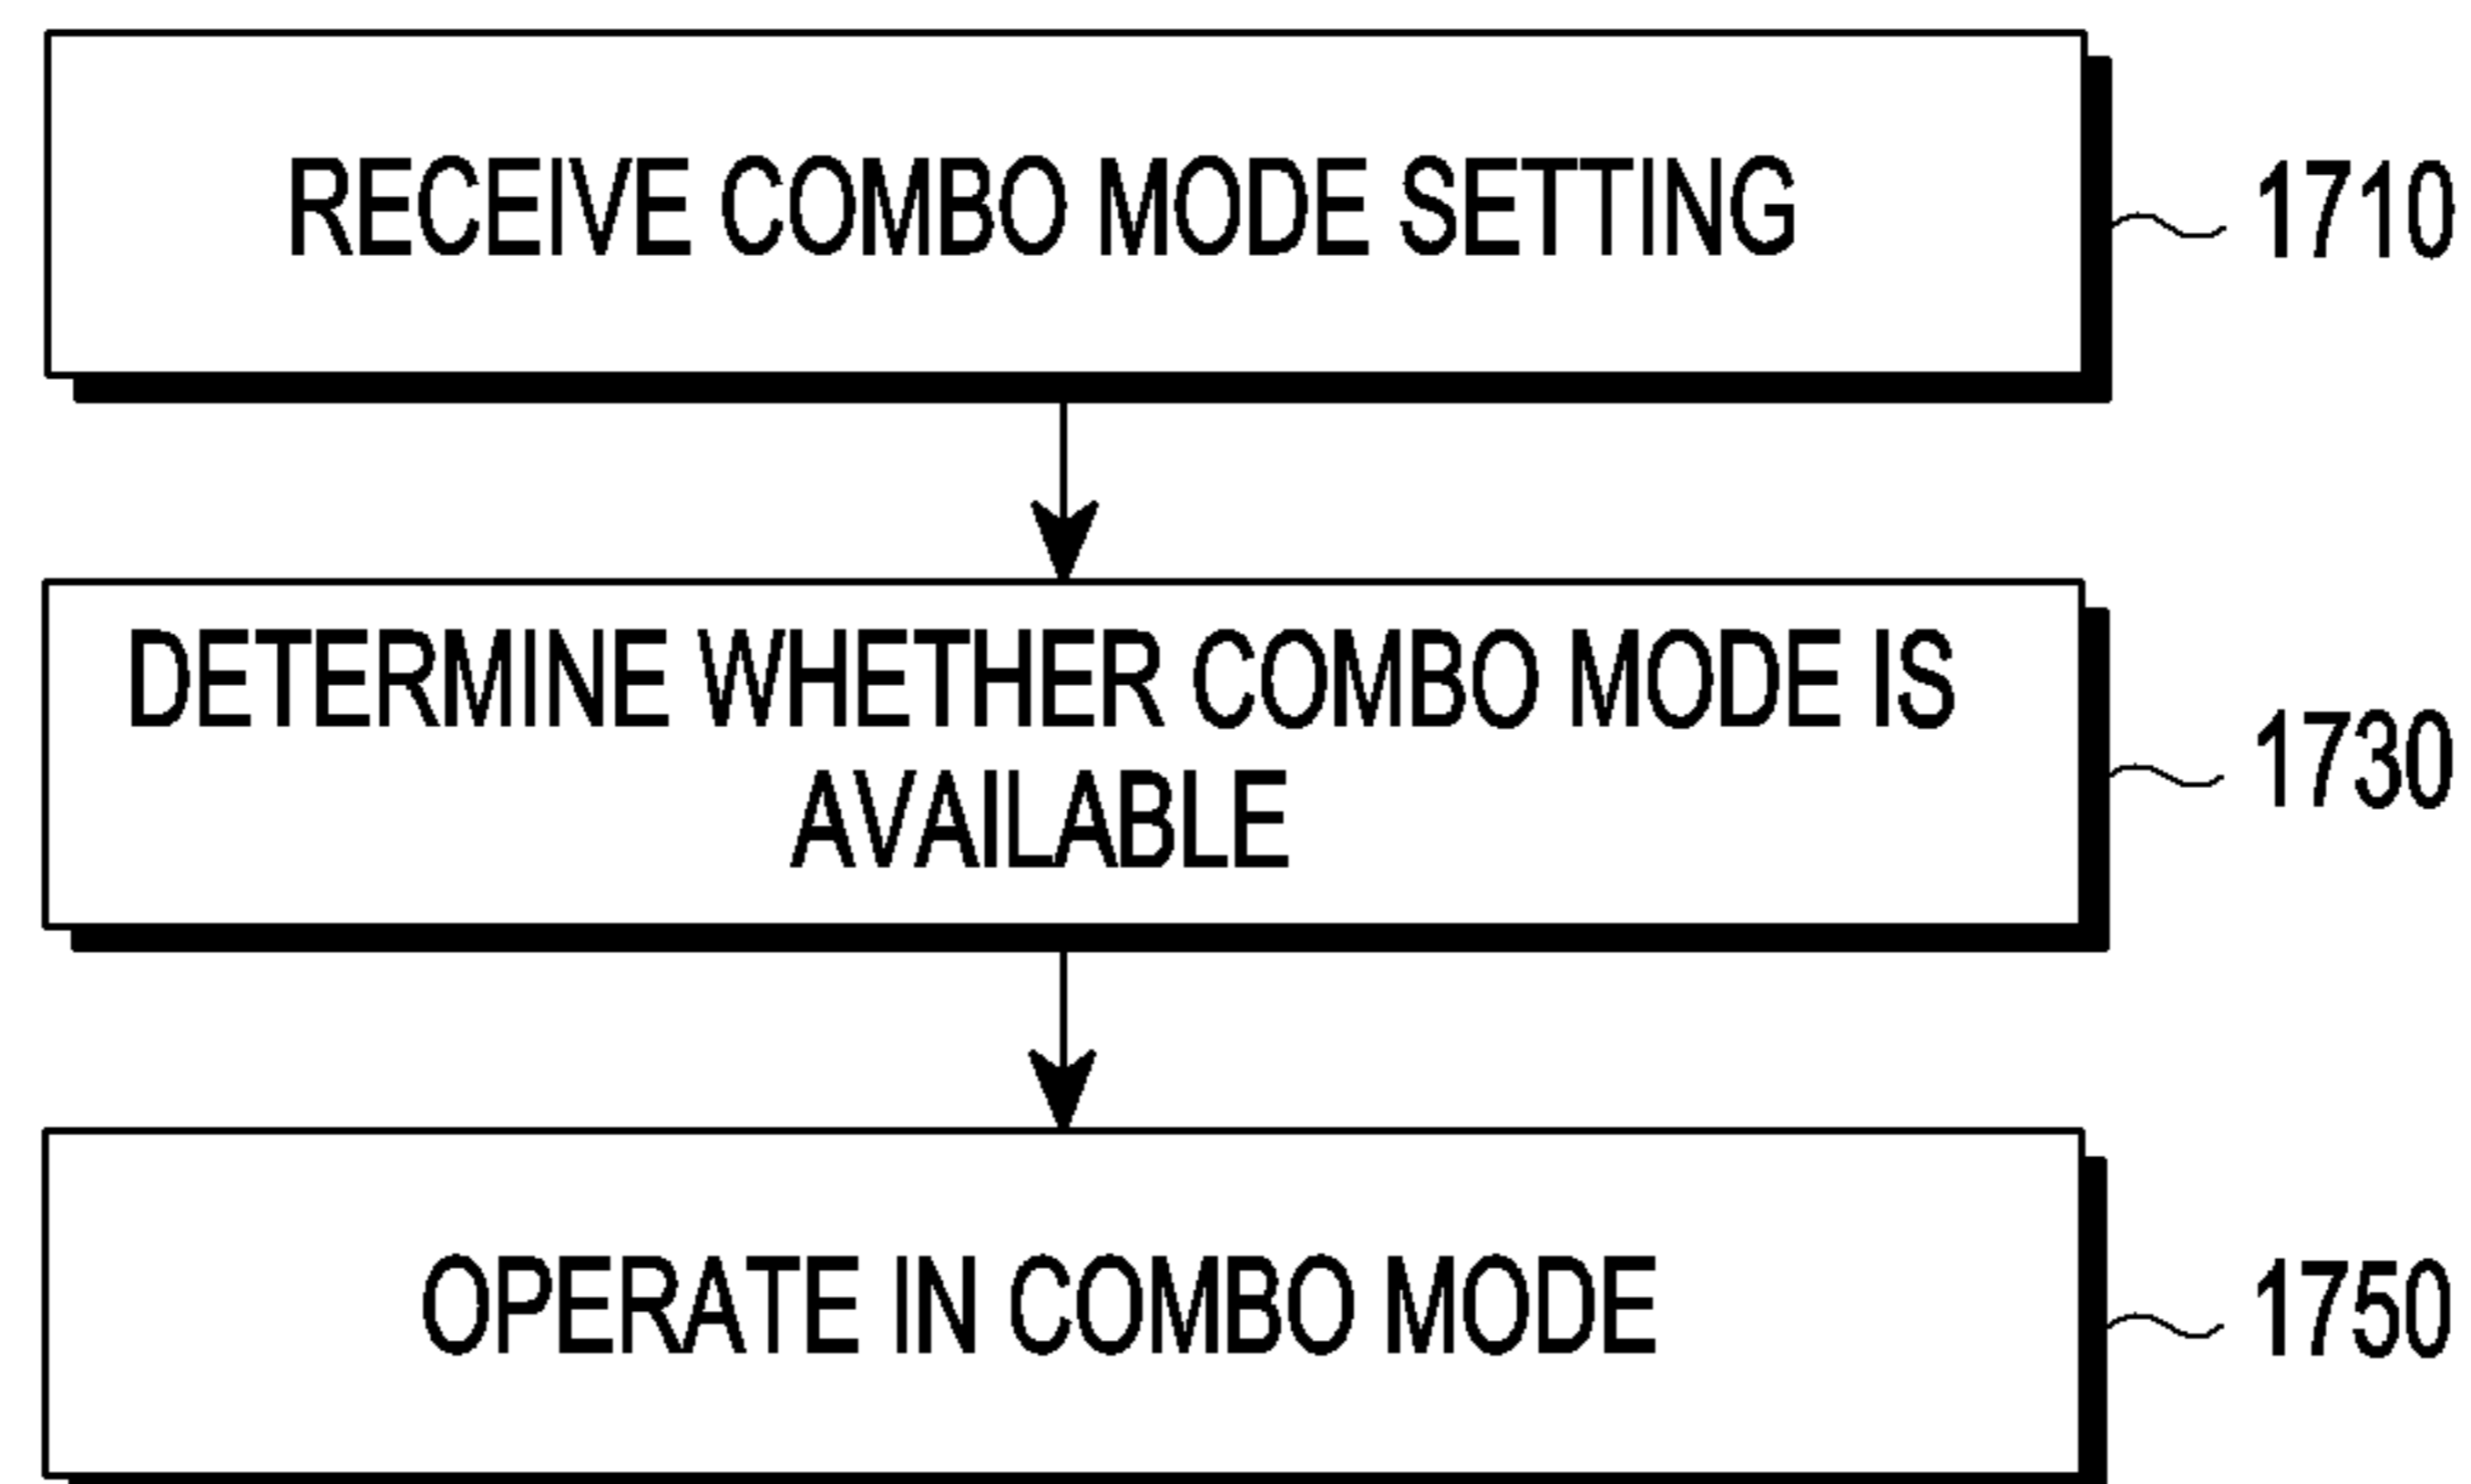 RECEIVE COMBO MODE SETTING
1710
DETERMINE WHETHER COMBO MODE IS
AVAILABLE
1730
OPERATE IN COMBO MODE
1750